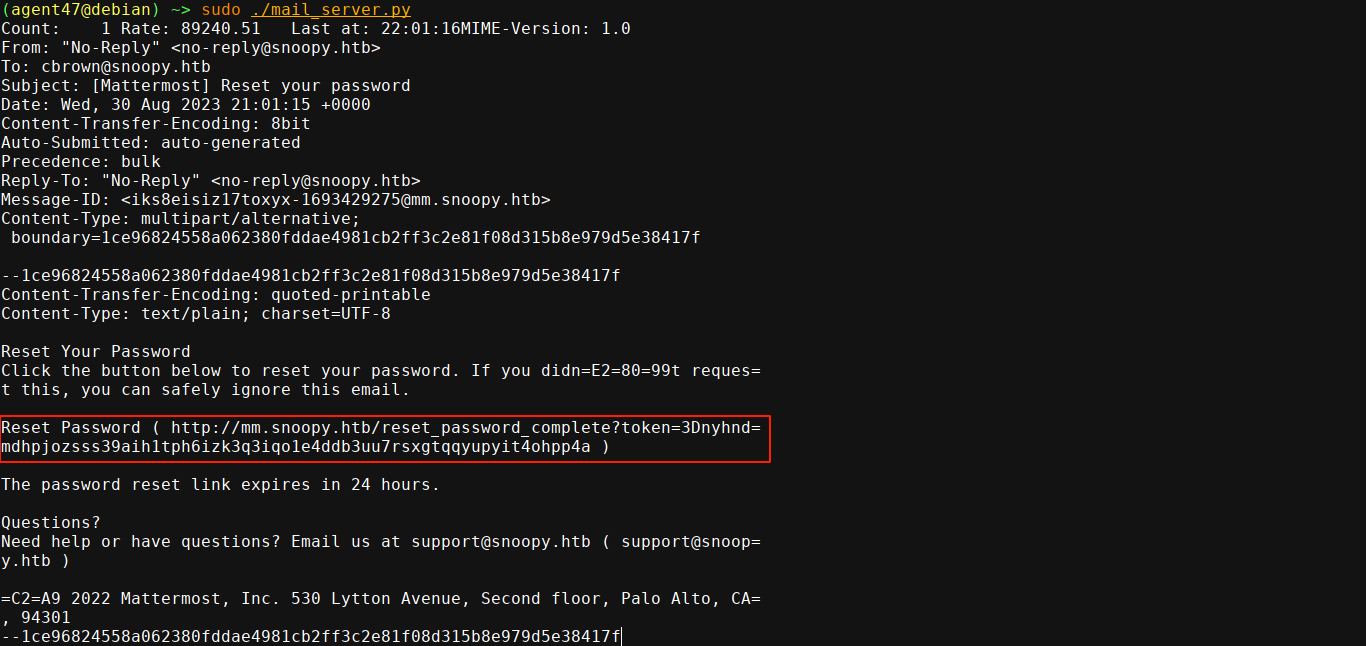 (agent47@debian) ~> sudo ./mail_server.py
Count:    1 Rate: 89240.51   Last at: 22:01:16MIME-Version: 1.0
From: "No-Reply" <no-reply@snoopy.htb>
To: cbrown@snoopy.htb
Subject: [Mattermost] Reset your password
Date: Wed, 30 Aug 2023 21:01:15 +0000
Content-Transfer-Encoding: 8bit
Auto-Submitted: auto-generated
Precedence: bulk
Reply-To: "No-Reply" <no-reply@snoopy.htb>
Message-ID: <iks8eisiz17toxyx-1693429275@mm.snoopy.htb>
Content-Type: multipart/alternative;
 boundary=1ce96824558a062380fddae4981cb2ff3c2e81f08d315b8e979d5e38417f

--1ce96824558a062380fddae4981cb2ff3c2e81f08d315b8e979d5e38417f
Content-Transfer-Encoding: quoted-printable
Content-Type: text/plain; charset=UTF-8

Reset Your Password
Click the button below to reset your password. If you didn=E2=80=99t reques=
t this, you can safely ignore this email.

Reset Password ( http://mm.snoopy.htb/reset_password_complete?token=3Dnyhnd=
mdhpjozsss39aih1tph6izk3q3iqo1e4ddb3uu7rsxgtqqyupyit4ohpp4a )

The password reset link expires in 24 hours.

Questions?
Need help or have questions? Email us at support@snoopy.htb ( support@snoop=
y.htb )

=C2=A9 2022 Mattermost, Inc. 530 Lytton Avenue, Second floor, Palo Alto, CA=
, 94301
--1ce96824558a062380fddae4981cb2ff3c2e81f08d315b8e979d5e38417f